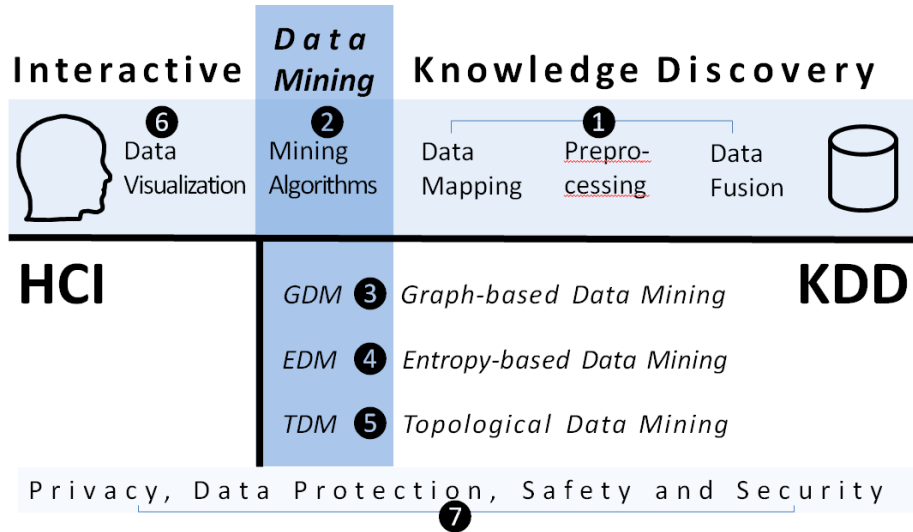 Data
Mining
Interactive
Knowledge Discovery
6
2
1
Data
Visualization
Mining
Algorithms
Data
Mapping
Prepro-
cessing
Data
Fusion
HCI
KDD
GDM 3 Graph-based Data Mining
EDM 4 Entropy-based Data Mining
TDM 5 Topological Data Mining
Privacy, Data Protection, Safety and Security
7